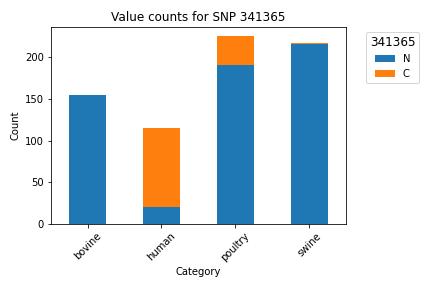 Value counts for SNP 341365
341365
N
C
200
150
100
50
0
Count
bovine
human
poultry
swine
Category